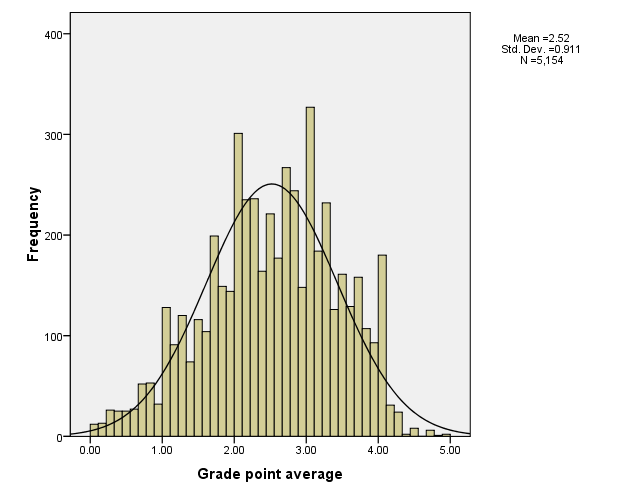 Mean =2.52
Std. Dev. =0.911
N =5,154
400
300
200
100
0
Frequency
0.00 1.00 2.00 3.00 4.00 5.00
Grade point average